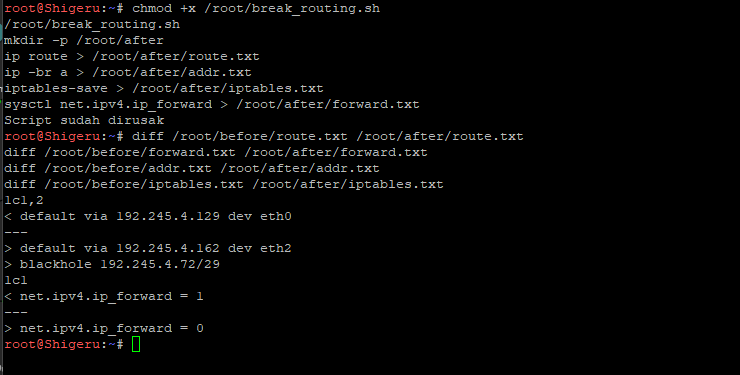 root@Shigeru:~# chmod +x /root/break_routing.sh
/root/break_routing.sh
mkdir -p /root/after
ip route > /root/after/route.txt
ip -br a > /root/after/addr.txt
iptables-save > /root/after/iptables.txt
sysctl net.ipv4.ip_forward > /root/after/forward.txt
Script sudah dirusak
root@Shigeru:~# diff /root/before/route.txt /root/after/route.txt
diff /root/before/forward.txt /root/after/forward.txt
diff /root/before/addr.txt /root/after/addr.txt
diff /root/before/iptables.txt /root/after/iptables.txt
1c1,2
< default via 192.245.4.129 dev eth0
---
> default via 192.245.4.162 dev eth2
> blackhole 192.245.4.72/29
1c1
< net.ipv4.ip_forward = 1
---
> net.ipv4.ip_forward = 0
root@Shigeru:~#